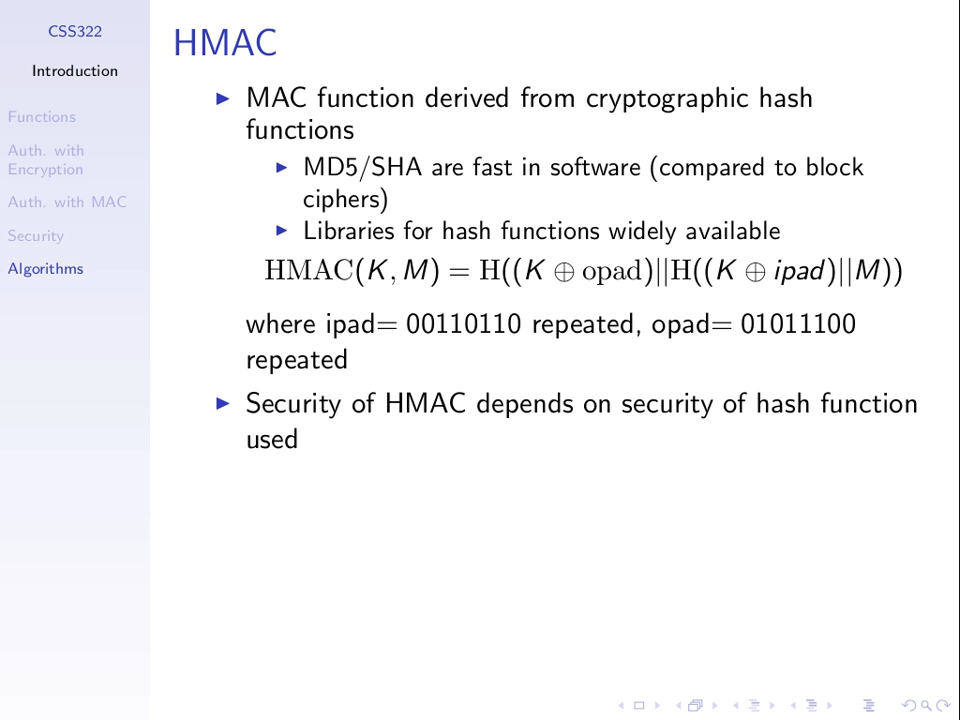 CSS322
Introduction
Functions
Auth. with
Encryption
Auth. with MAC
Security
Algorithms
HMAC
MAC function derived from cryptographic hash
functions
MD5/SHA are fast in software (compared to block
ciphers)
Libraries for hash functions widely available
HMAC(K, M) = H((K ⊕ opad)||H((K ⊕ ipad)||M))
where ipad= 00110110 repeated, opad= 01011100
repeated
Security of HMAC depends on security of hash function
used